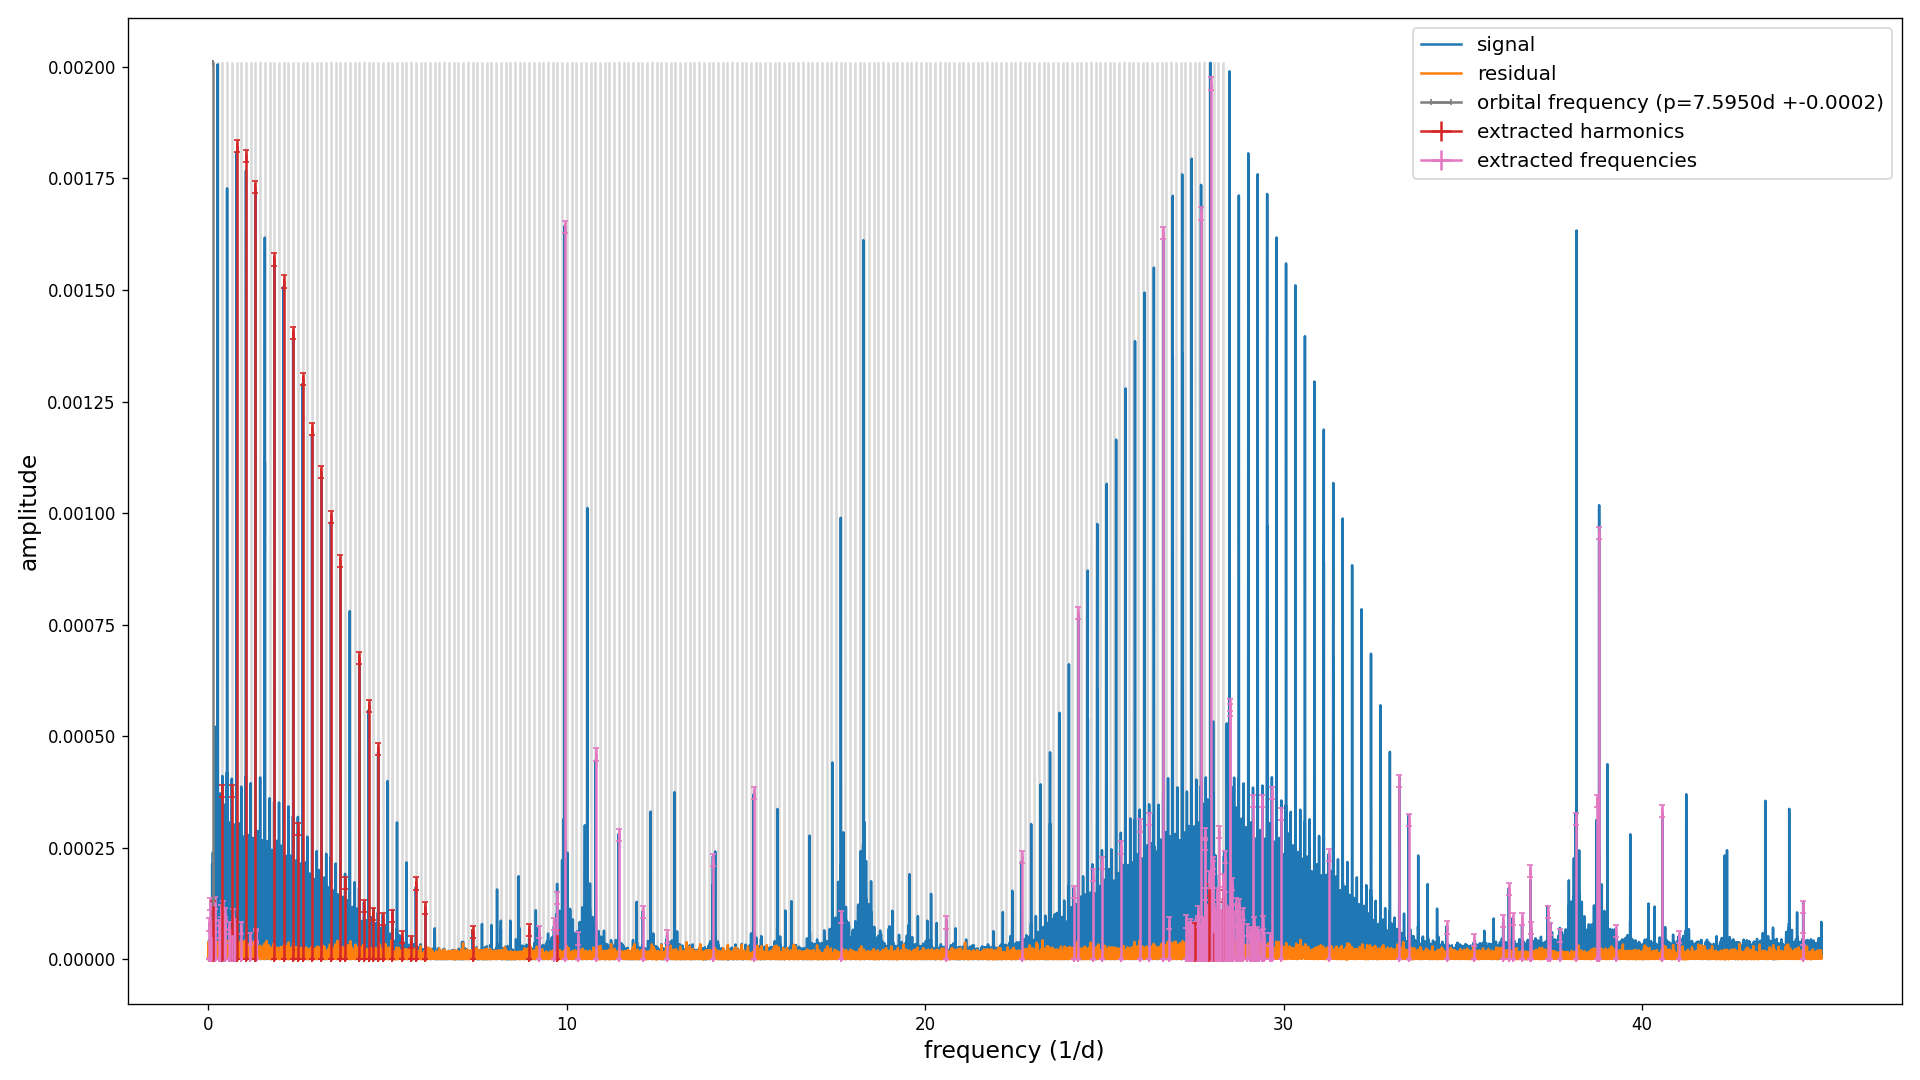 signal
residual
orbital frequency (p=7.5950d +-0.0002)
extracted harmonics
extracted frequencies
0.00200
0.00175
0.00150
0.00125
0.00100
0.00075
0.00050
0.00025
0.00000
amplitude
0 10 20 30 40
frequency (1/d)